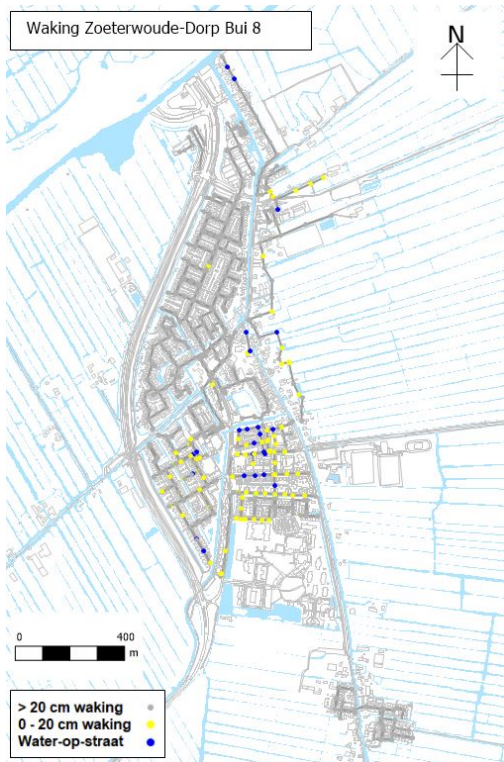 Waking Zoeterwoude-Dorp Bui 8
N
0 400
m
> 20 cm waking
0 - 20 cm waking
Water-op-straat